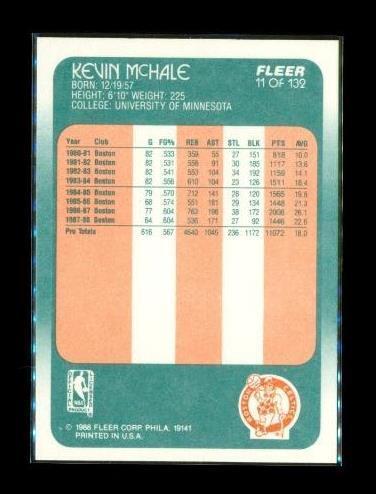 KEVIN McHALE
FLEER
11 OF 132
BORN: 12/19/57
HEIGHT: 6'10" WEIGHT: 225
COLLEGE: UNIVERSITY OF MINNESOTA
Year Club G FG% REB AST STL BLK PTS AVG
1980-81 Boston 82 .533 359 55 27 151 818 10.0
1981-82 Boston 82 .531 556 91 30 185 1117 13.6
1982-83 Boston 82 .541 553 104 34 192 1159 14.1
1983-84 Boston 82 .556 610 104 23 126 1511 18.4
1984-85 Boston 79 .570 712 141 28 120 1565 19.8
1985-86 Boston 68 .574 551 181 29 134 1448 21.3
1986-87 Boston 77 .604 763 198 38 172 2008 26.1
1987-88 Boston 64 .604 536 171 27 92 1446 22.6
Pro Totals 616 .567 4640 1045 236 1172 11072 18.0
OFFICIAL LICENSED
NBA
PRODUCT
BOSTON CELTICS
© 1988 FLEER CORP. PHILA. 19141
PRINTED IN U.S.A.